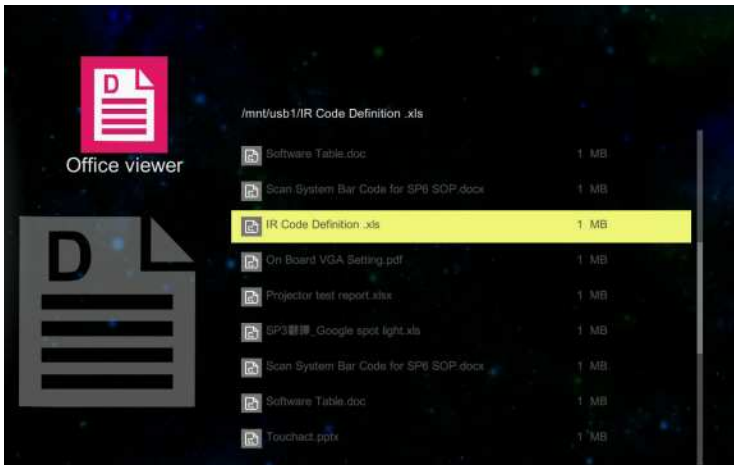 D
Office viewer
D
/mnt/usb1/IR Code Definition .xls
Software Table.doc 1 MB
Scan System Bar Code for SP6 SOP.docx 1 MB
IR Code Definition .xls 1 MB
On Board VGA Setting.pdf 1 MB
Projector test report.xlsx 1 MB
_Google spot light.xls 1 MB
Scan System Bar Code for SP6 SOP.docx 1 MB
Software Table.doc 1 MB
Touchact.pptx 1 MB